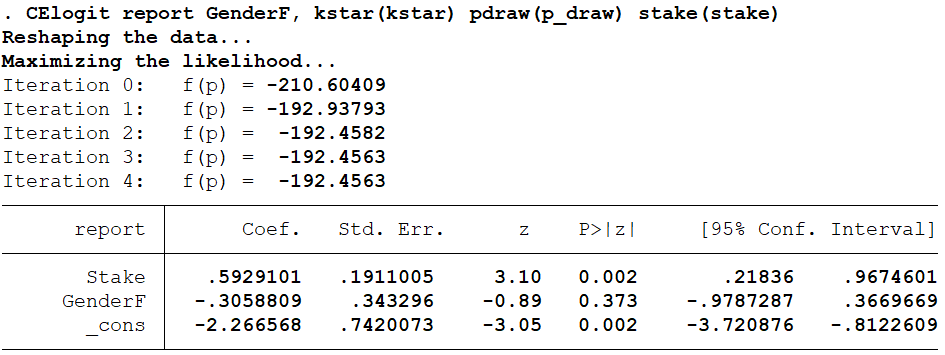 . CElogit report GenderF, kstar(kstar) pdraw(p_draw) stake(stake)
Reshaping the data...
Maximizing the likelihood...
Iteration 0:   f(p) = -210.60409
Iteration 1:   f(p) = -192.93793
Iteration 2:   f(p) =  -192.4582
Iteration 3:   f(p) =  -192.4563
Iteration 4:   f(p) =  -192.4563
report | Coef. Std. Err. z P>|z| [95% Conf. Interval]
Stake | .5929101 .1911005 3.10 0.002 .21836 .9674601
GenderF | -.3058809 .343296 -0.89 0.373 -.9787287 .3669669
_cons | -2.266568 .7420073 -3.05 0.002 -3.720876 -.8122609